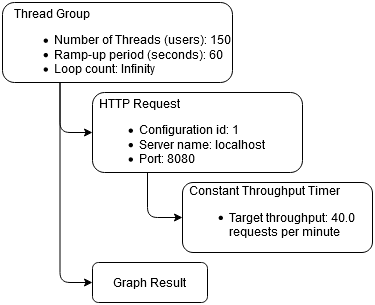 Thread Group
• Number of Threads (users): 150
• Ramp-up period (seconds): 60
• Loop count: Infinity
HTTP Request
• Configuration id: 1
• Server name: localhost
• Port: 8080
Constant Throughput Timer
• Target throughput: 40.0
requests per minute
Graph Result